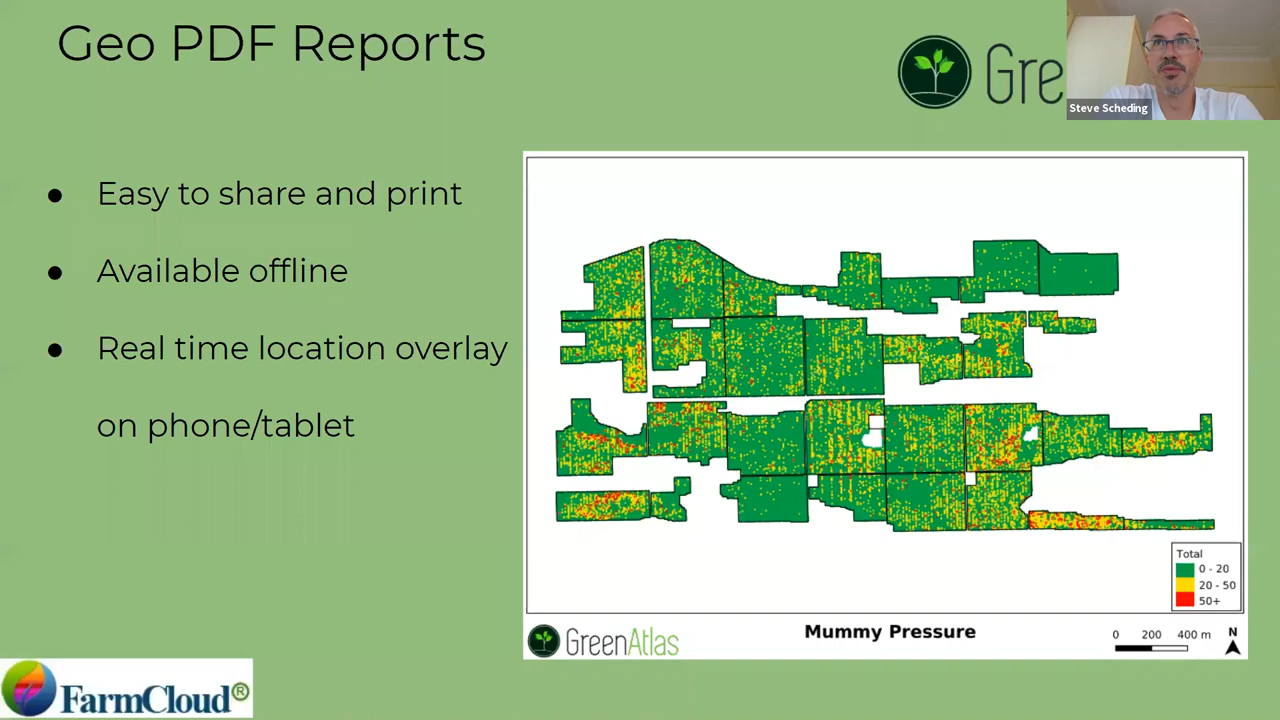 Geo PDF Reports
Gre
Steve Scheding
● Easy to share and print
● Available offline
● Real time location overlay
on phone/tablet
Total
0 - 20
20 - 50
50+
GreenAtlas
Mummy Pressure
0 200 400 m
N
FarmCloud®